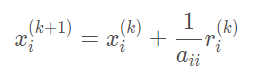 $x_i^{(k+1)} = x_i^{(k)} + \frac{1}{a_{ii}} r_i^{(k)}$